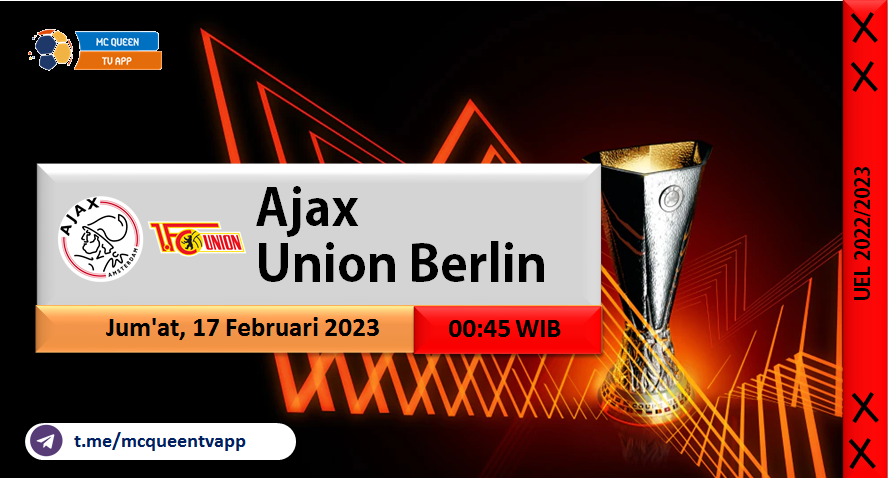 MC QUEEN
TV APP
Ajax
Union Berlin
AJAX
AMSTERDAM
1.FC UNION
Jum'at, 17 Februari 2023
00:45 WIB
t.me/mcqueentvapp
UEL 2022/2023